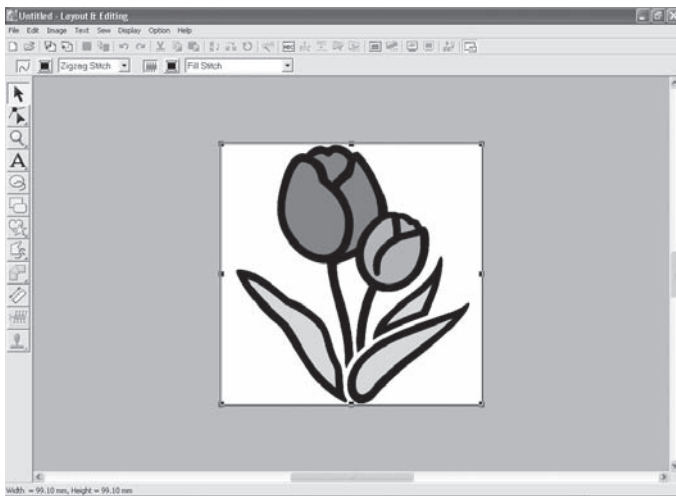 Untitled - Layout & Editing
File Edit Image Text Sew Display Option Help
Zigzag Stitch Fill Stitch
A
Width = 99.10 mm, Height = 99.10 mm